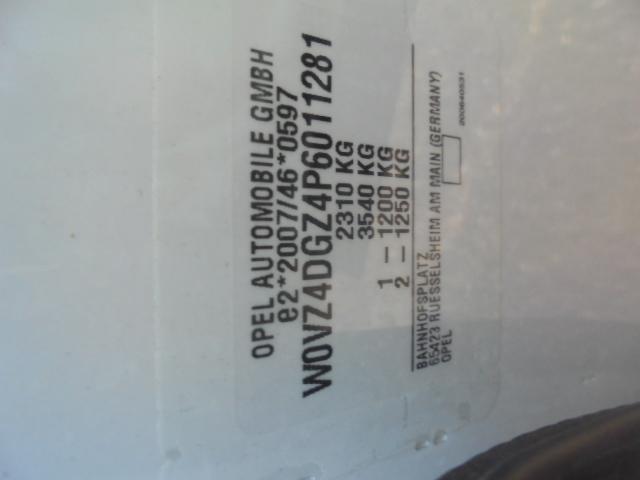 OPEL AUTOMOBILE GMBH
e2*2007/46*0597
W0VZ4DGZ4P6011281
2310 KG
3540 KG
1 – 1200 KG
2 – 1250 KG
BAHNHOFSPLATZ
65423 RUESSELSHEIM AM MAIN (GERMANY)
OPEL